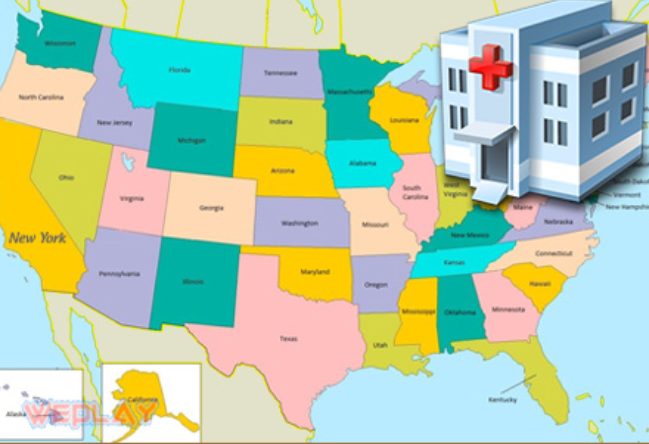 Wisconsin
Florida
Tennessee
Massachusetts
North Carolina
New Jersey
Indiana
Louisiana
Michigan
Alabama
Ohio
Arizona
Virginia
South
Carolina
West
Virginia
Georgia
Maine
Vermont
New Hampshire
Nebraska
New York
Washington
Missouri
New Mexico
Connecticut
Kansas
Pennsylvania
Illinois
Maryland
Oregon
Hawaii
Mississippi
Oklahoma
Minnesota
Texas
Utah
California
Kentucky
Alaska
WEPLAY